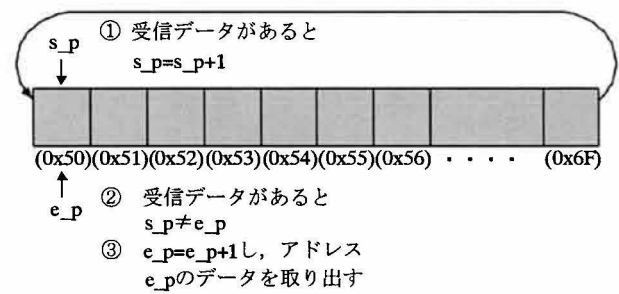 ① 受信データがあると
s_p
s_p=s_p+1
(0x50)(0x51)(0x52)(0x53)(0x54)(0x55)(0x56) ・・・・ (0x6F)
② 受信データがあると
e_p
s_p≠e_p
③ e_p=e_p+1し，アドレス
e_pのデータを取り出す